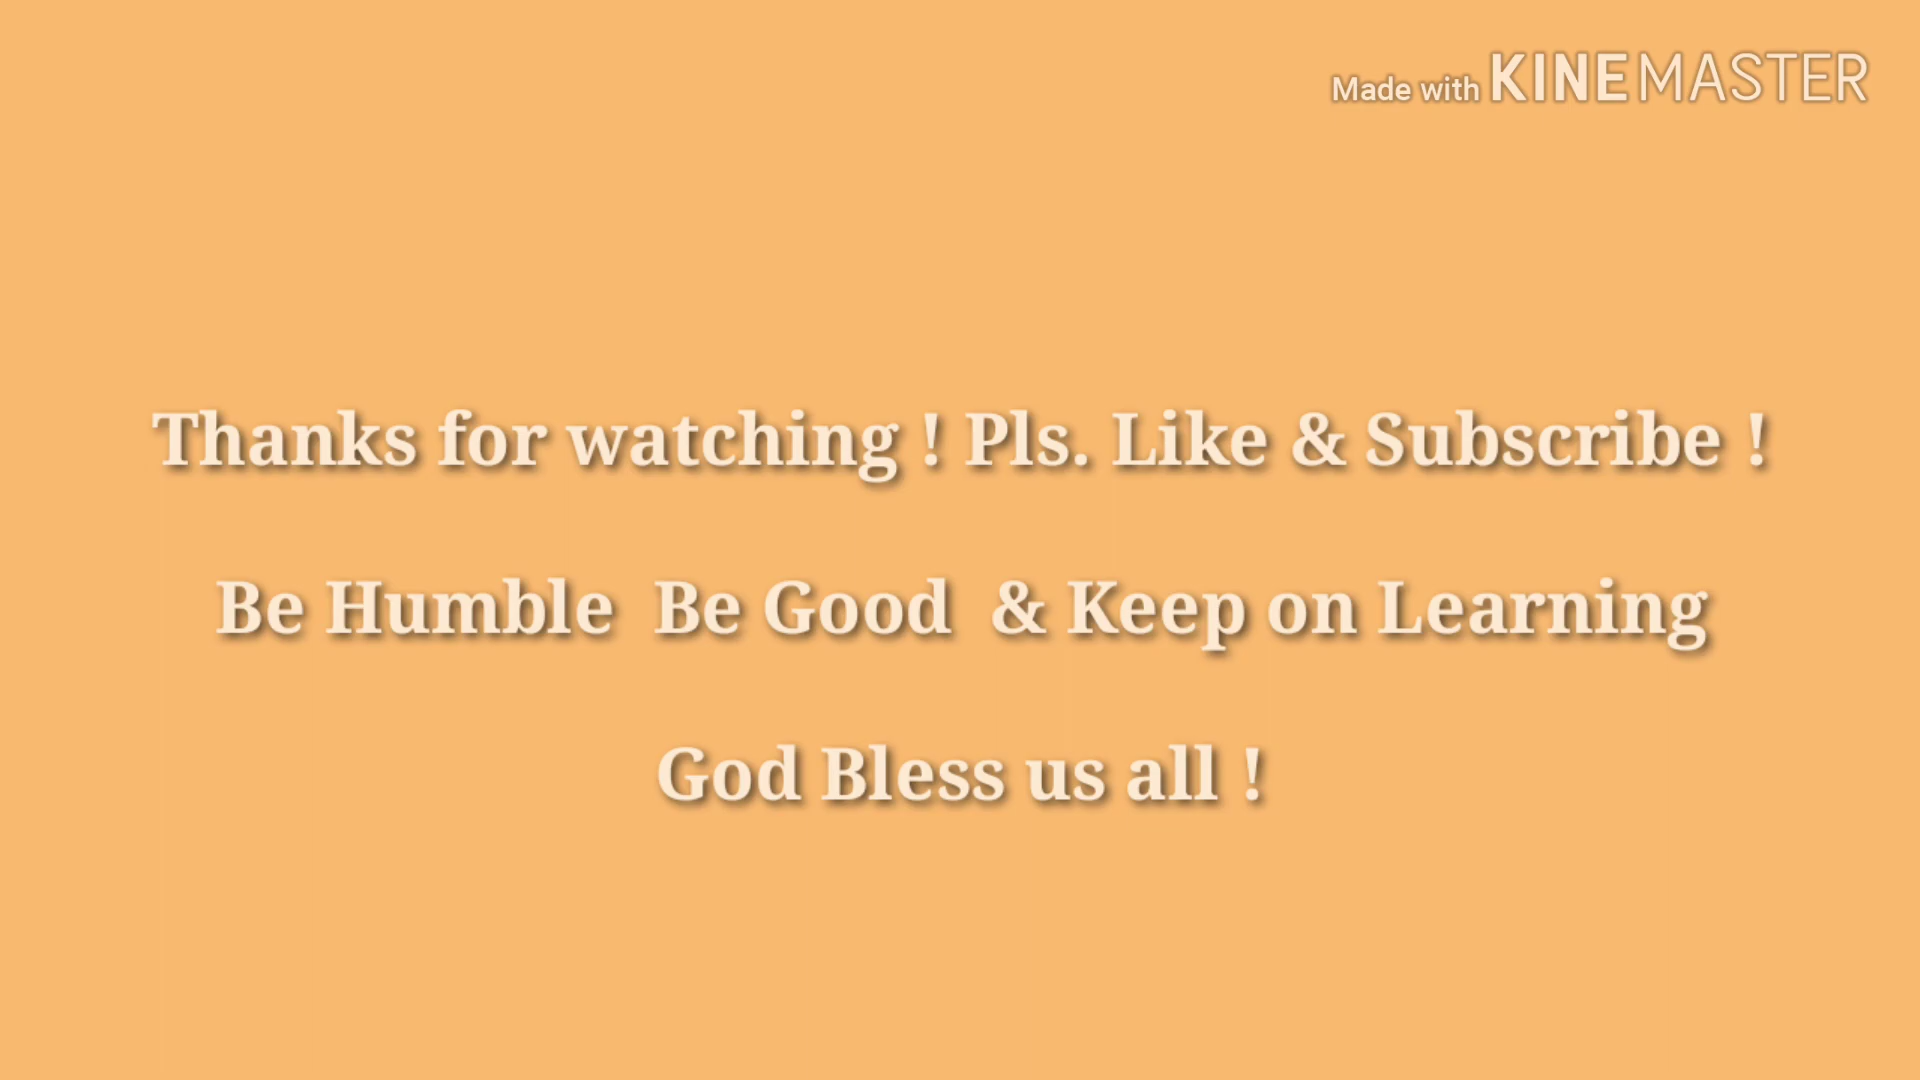 Made with KINEMASTER
Thanks for watching ! Pls. Like & Subscribe !
Be Humble  Be Good  & Keep on Learning
God Bless us all !